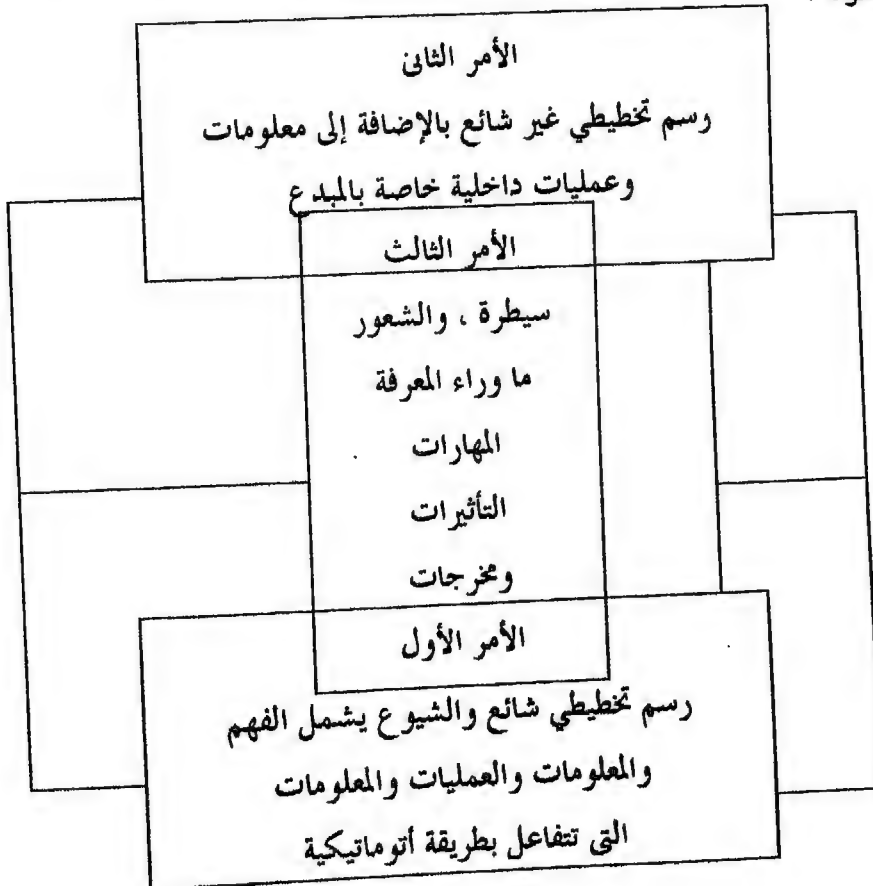 الأمر الثانى
رسم تخطيطي غير شائع بالإضافة إلى معلومات
وعمليات داخلية خاصة بالمبدع
الأمر الثالث
سيطرة ، والشعور
ما وراء المعرفة
المهارات
التأثيرات
ومخرجات
الأمر الأول
رسم تخطيطي شائع والشيوع يشمل الفهم
والمعلومات والعمليات والمعلومات
التى تتفاعل بطريقة أتوماتيكية